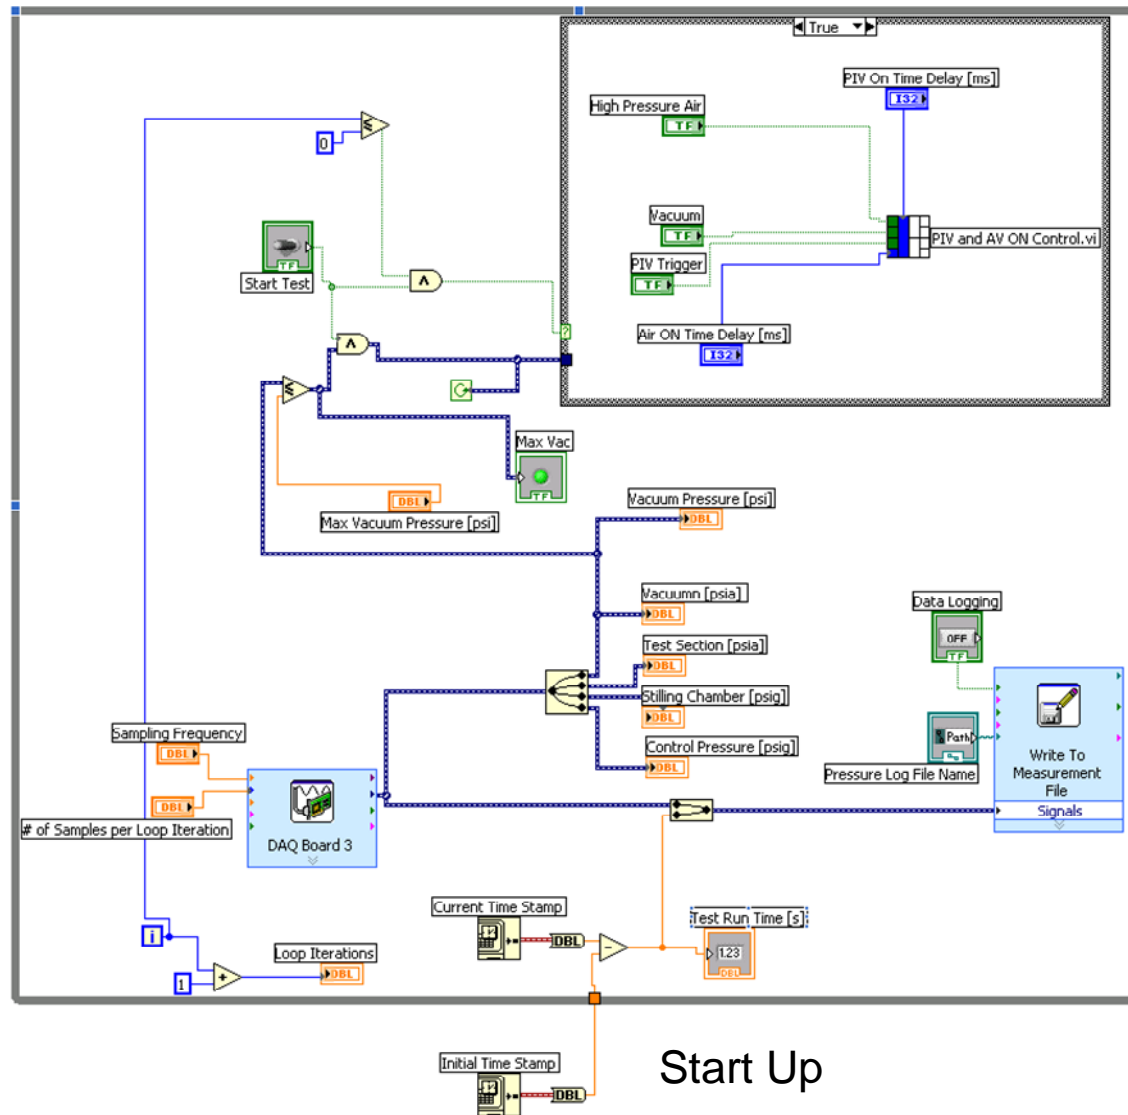 True
PIV On Time Delay [ms]
I32
High Pressure Air
TF
0
Vacuum
TF
PIV and AV ON Control.vi
TF
Start Test
PIV Trigger
TF
?
Air ON Time Delay [ms]
I32
Max Vac
TF
DBL
Max Vacuum Pressure [psi]
Vacuum Pressure [psi]
DBL
Vacuumn [psia]
DBL
Data Logging
OFF
TF
Test Section [psia]
DBL
Stilling Chamber [psig]
DBL
Sampling Frequency
DBL
Control Pressure [psig]
DBL
Path
Pressure Log File Name
Write To
Measurement
File
Signals
DBL
# of Samples per Loop Iteration
DAQ Board 3
Current Time Stamp
DBL
Test Run Time [s]
1.23
DBL
i
Loop Iterations
DBL
1
Initial Time Stamp
DBL
Start Up